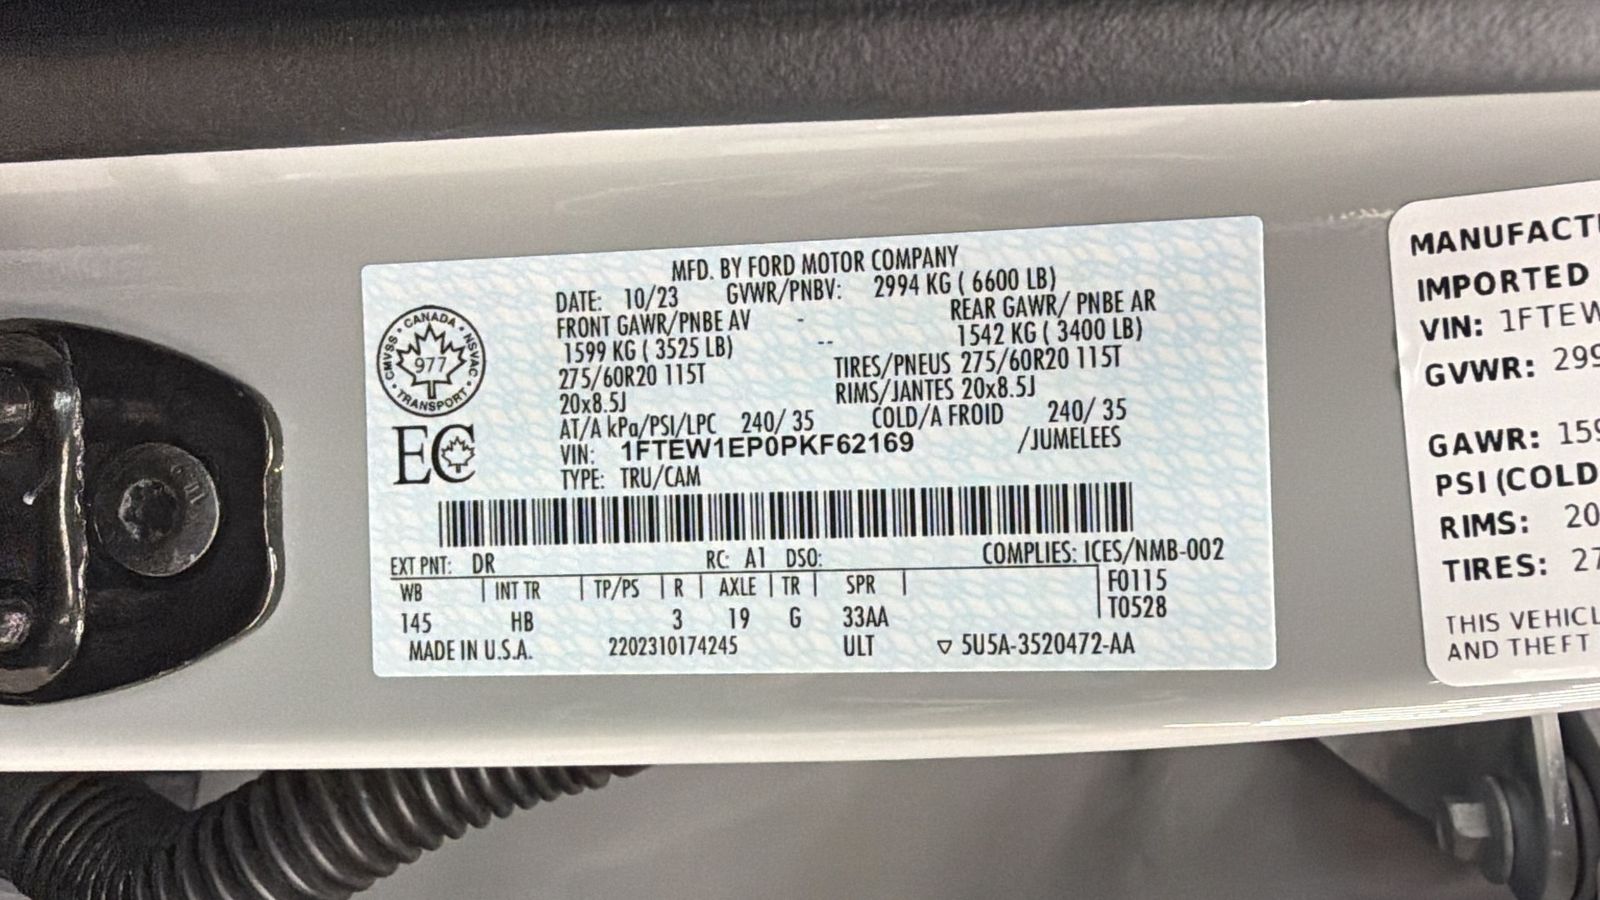 MFD. BY FORD MOTOR COMPANY
DATE: 10/23 GVWR/PNBV: 2994 KG ( 6600 LB)
FRONT GAWR/PNBE AV - REAR GAWR/ PNBE AR
1599 KG ( 3525 LB) -- 1542 KG ( 3400 LB)
275/60R20 115T TIRES/PNEUS 275/60R20 115T
20x8.5J RIMS/JANTES 20x8.5J
AT/A kPa/PSI/LPC 240/ 35 COLD/A FROID 240/ 35
VIN: 1FTEW1EP0PKF62169 /JUMELEES
TYPE: TRU/CAM
CANADA · NSVAC · TRANSPORT · CMVSS
977
EC
EXT PNT: DR RC: A1 DSO: COMPLIES: ICES/NMB-002
WB | INT TR | TP/PS | R | AXLE | TR | SPR | F0115
145 HB 3 19 G 33AA T0528
MADE IN U.S.A. 2202310174245 ULT ▽ 5U5A-3520472-AA
MANUFACTU
IMPORTED
VIN: 1FTEW
GVWR: 299
GAWR: 159
PSI (COLD
RIMS: 20
TIRES: 27
THIS VEHICL
AND THEFT